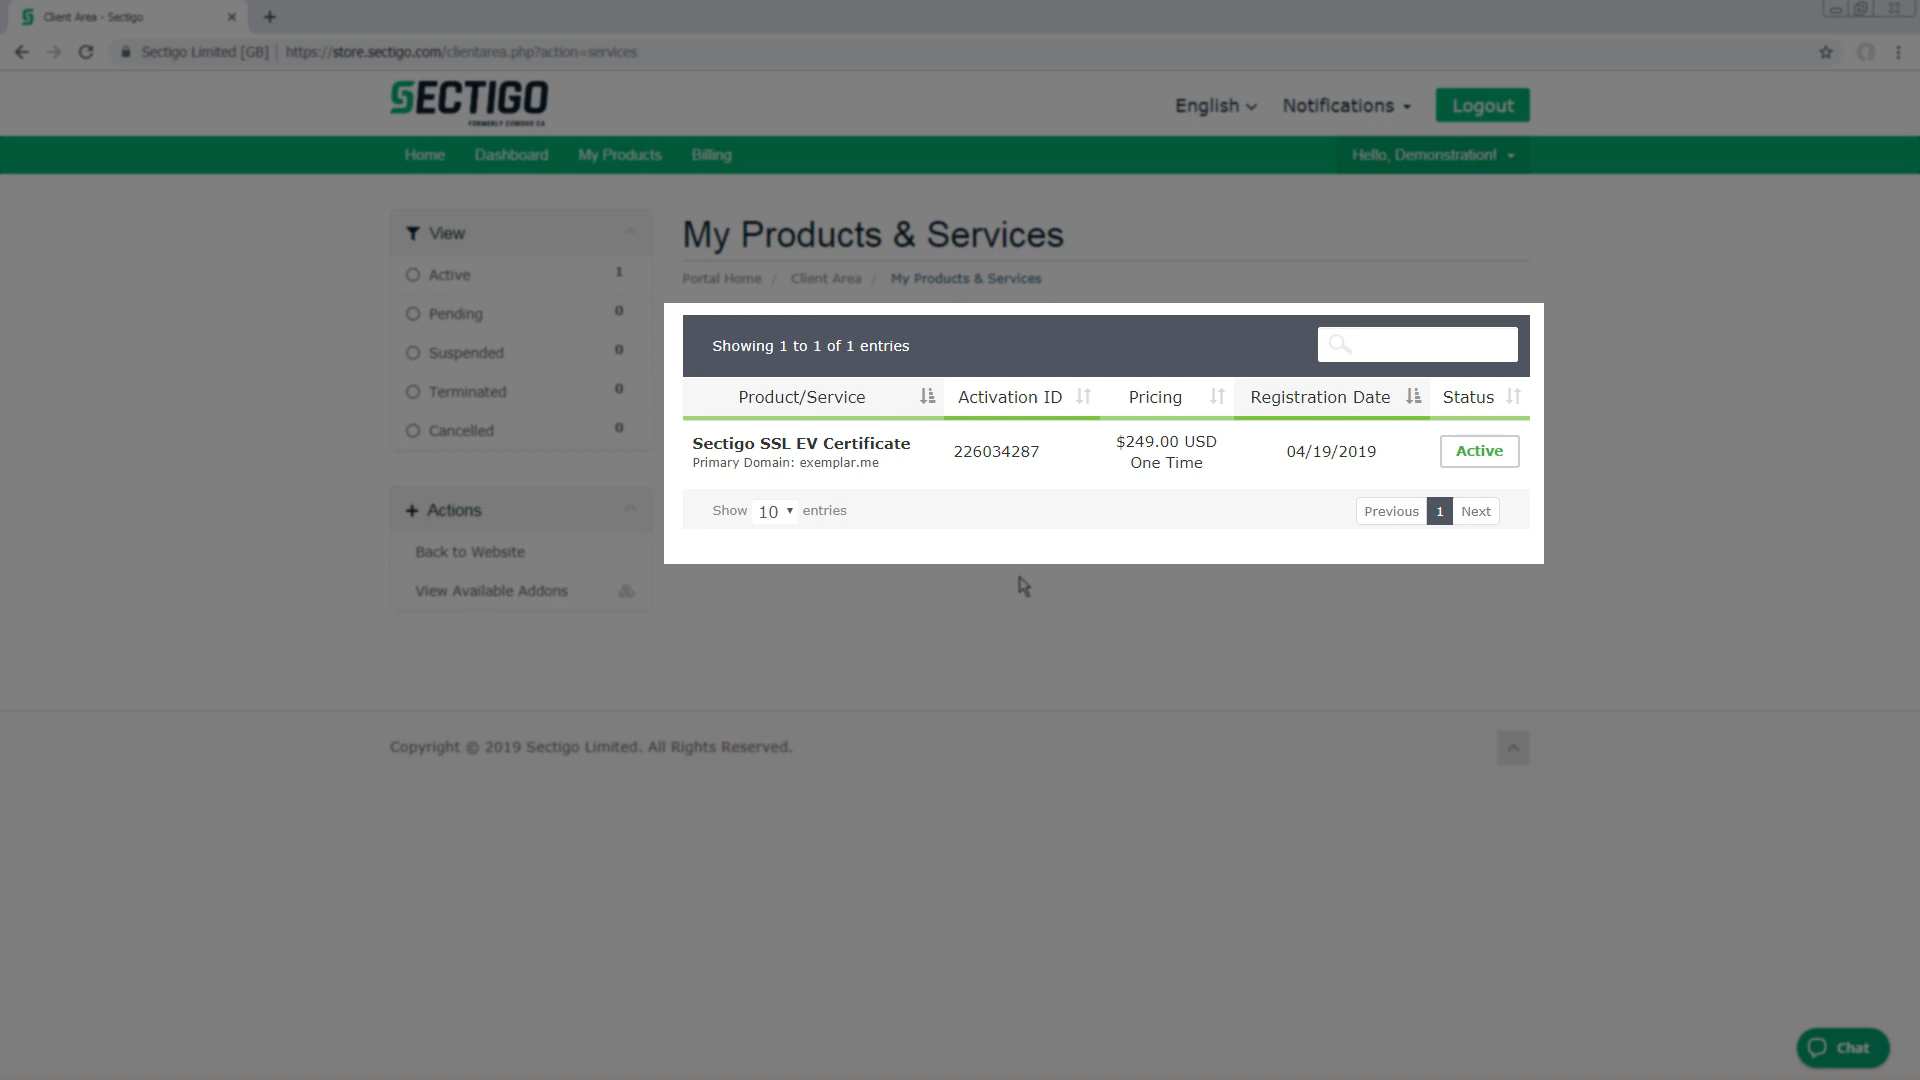 Client Area - Sectigo
Sectigo Limited [GB] | https://store.sectigo.com/clientarea.php?action=services
SECTIGO
FORMERLY COMODO CA
English
Notifications
Logout
Home
Dashboard
My Products
Billing
Hello, Demonstration!
View
Active 1
Pending 0
Suspended 0
Terminated 0
Cancelled 0
Actions
Back to Website
View Available Addons
My Products & Services
Portal Home / Client Area / My Products & Services
Showing 1 to 1 of 1 entries
Product/Service Activation ID Pricing Registration Date Status
Sectigo SSL EV Certificate
Primary Domain: exemplar.me
226034287
$249.00 USD
One Time
04/19/2019
Active
Show 10 entries
Previous 1 Next
Copyright © 2019 Sectigo Limited. All Rights Reserved.
Chat